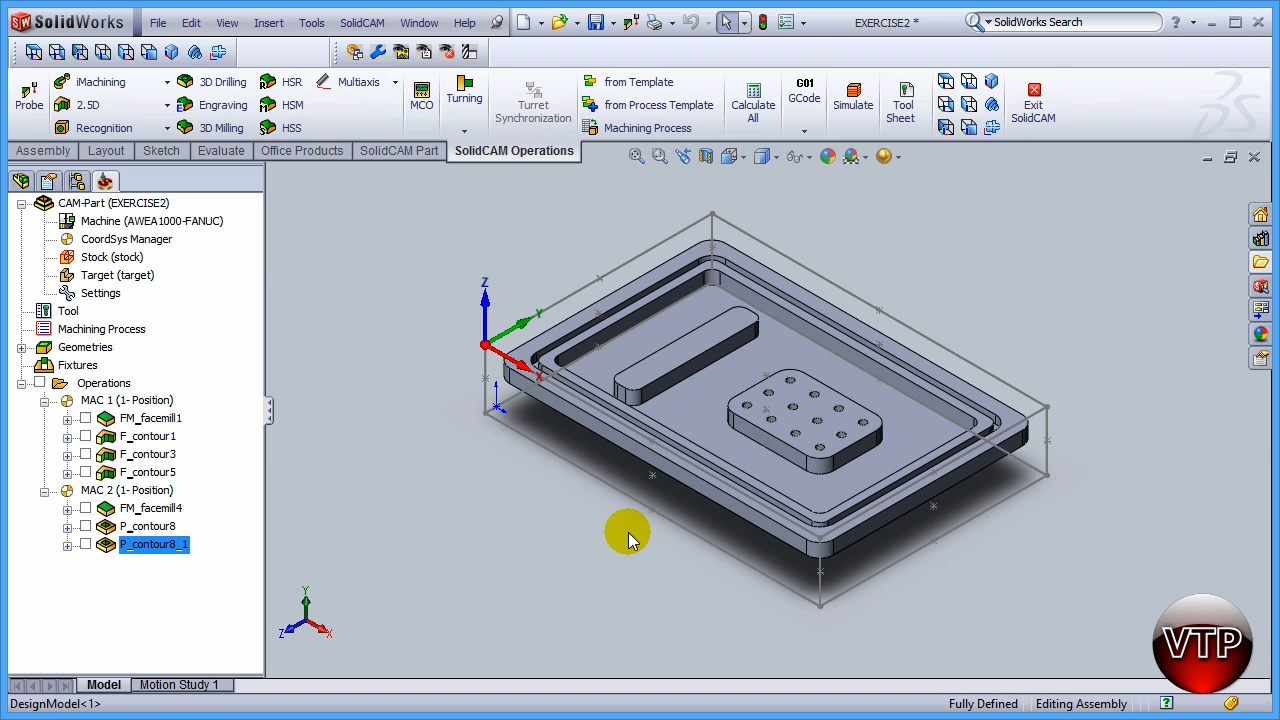 SolidWorks File Edit View Insert Tools SolidCAM Window Help EXERCISE2 * SolidWorks Search
Probe iMachining 3D Drilling HSR Multiaxis MCO Turning Turret Synchronization from Template Calculate All G01 GCode Simulate Tool Sheet Exit SolidCAM
2.5D Engraving HSM from Process Template
Recognition 3D Milling HSS Machining Process
Assembly Layout Sketch Evaluate Office Products SolidCAM Part SolidCAM Operations
CAM-Part (EXERCISE2)
Machine (AWEA1000-FANUC)
CoordSys Manager
Stock (stock)
Target (target)
Settings
Tool
Machining Process
Geometries
Fixtures
Operations
MAC 1 (1- Position)
FM_facemill1
F_contour1
F_contour3
F_contour5
MAC 2 (1- Position)
FM_facemill4
P_contour8
P_contour8_1
Z
Y
X
Y
Z X
VTP
Model Motion Study 1
DesignModel<1> Fully Defined Editing Assembly